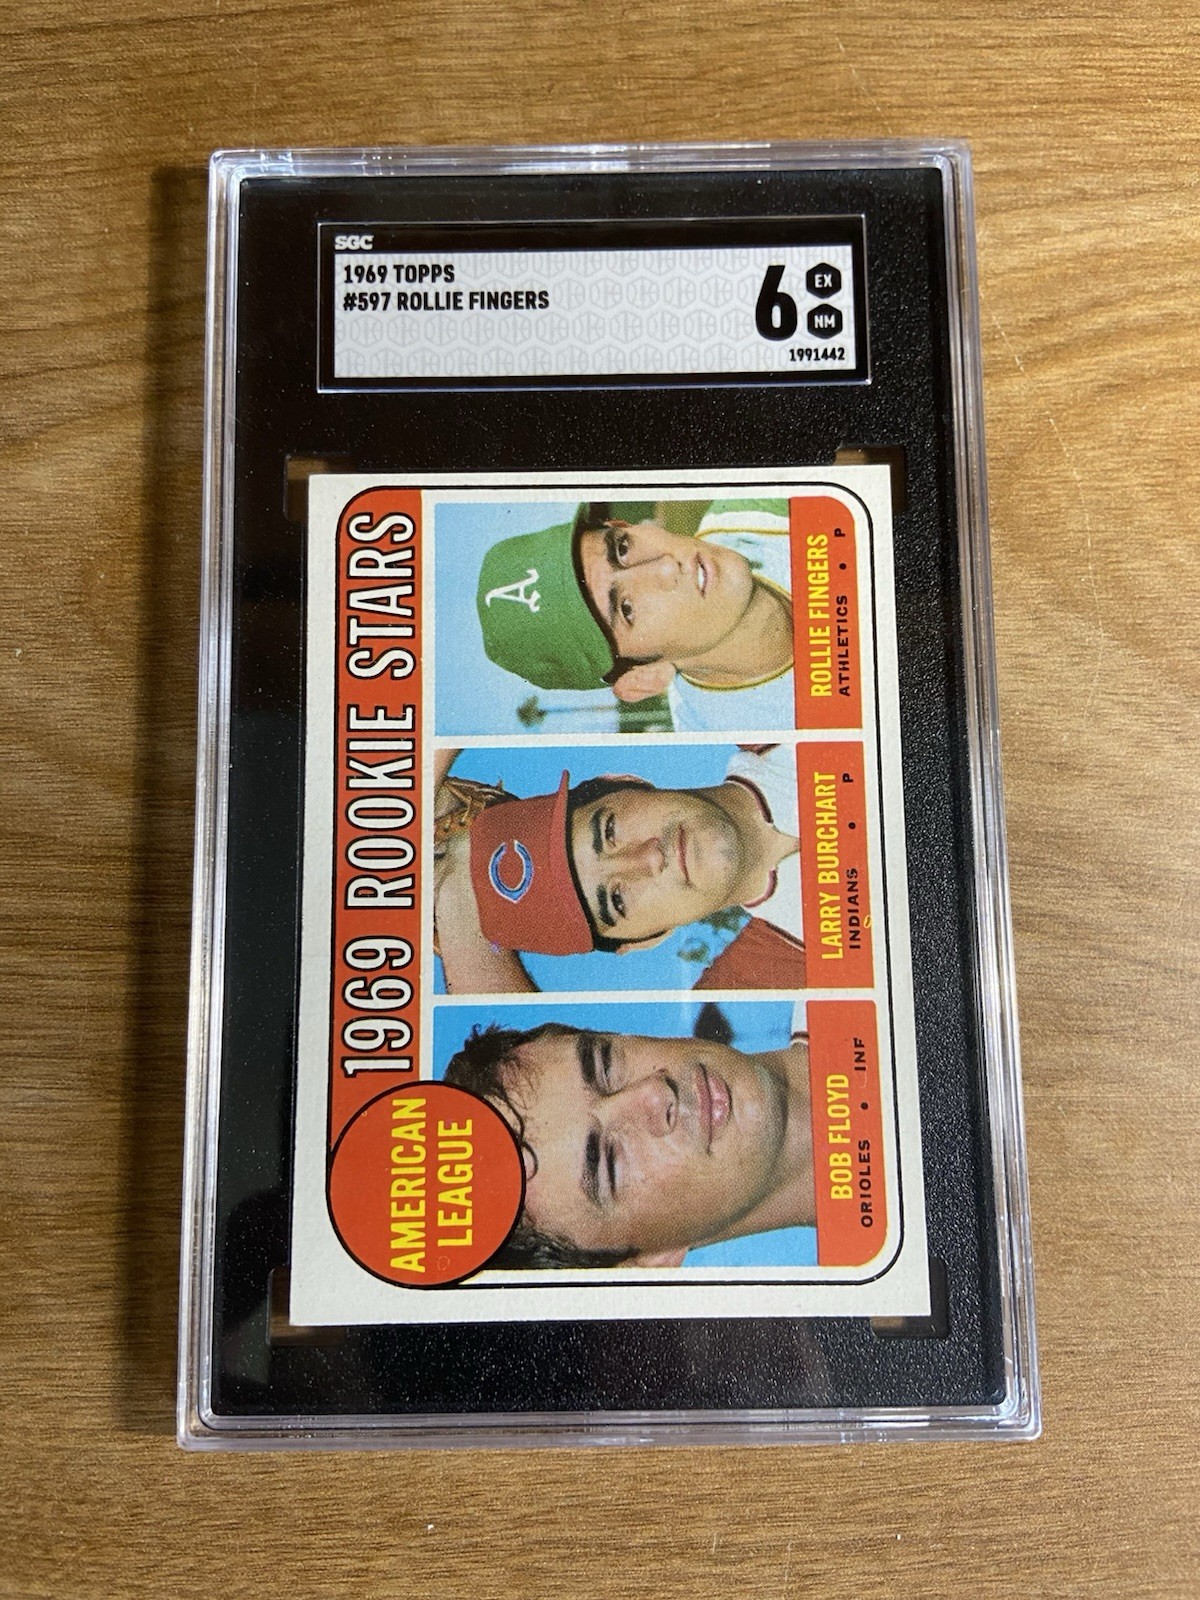 SGC
1969 TOPPS
#597 ROLLIE FINGERS
6 EX
NM
1991442
1969 ROOKIE STARS
AMERICAN
LEAGUE
A
C
BOB FLOYD
ORIOLES • INF
LARRY BURCHART
INDIANS • P
ROLLIE FINGERS
ATHLETICS • P